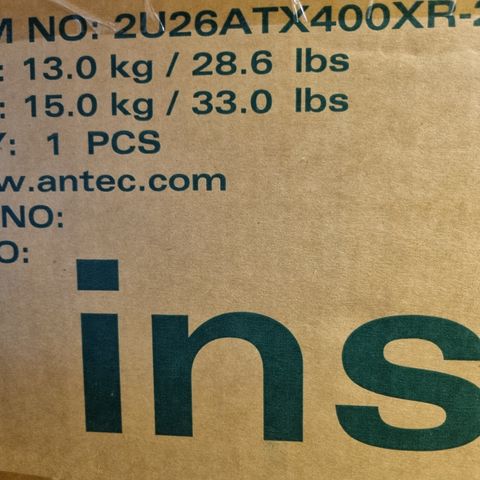 M NO: 2U26ATX400XR-2
: 13.0 kg / 28.6 lbs
: 15.0 kg / 33.0 lbs
Y: 1 PCS
w.antec.com
NO:
O:
ins